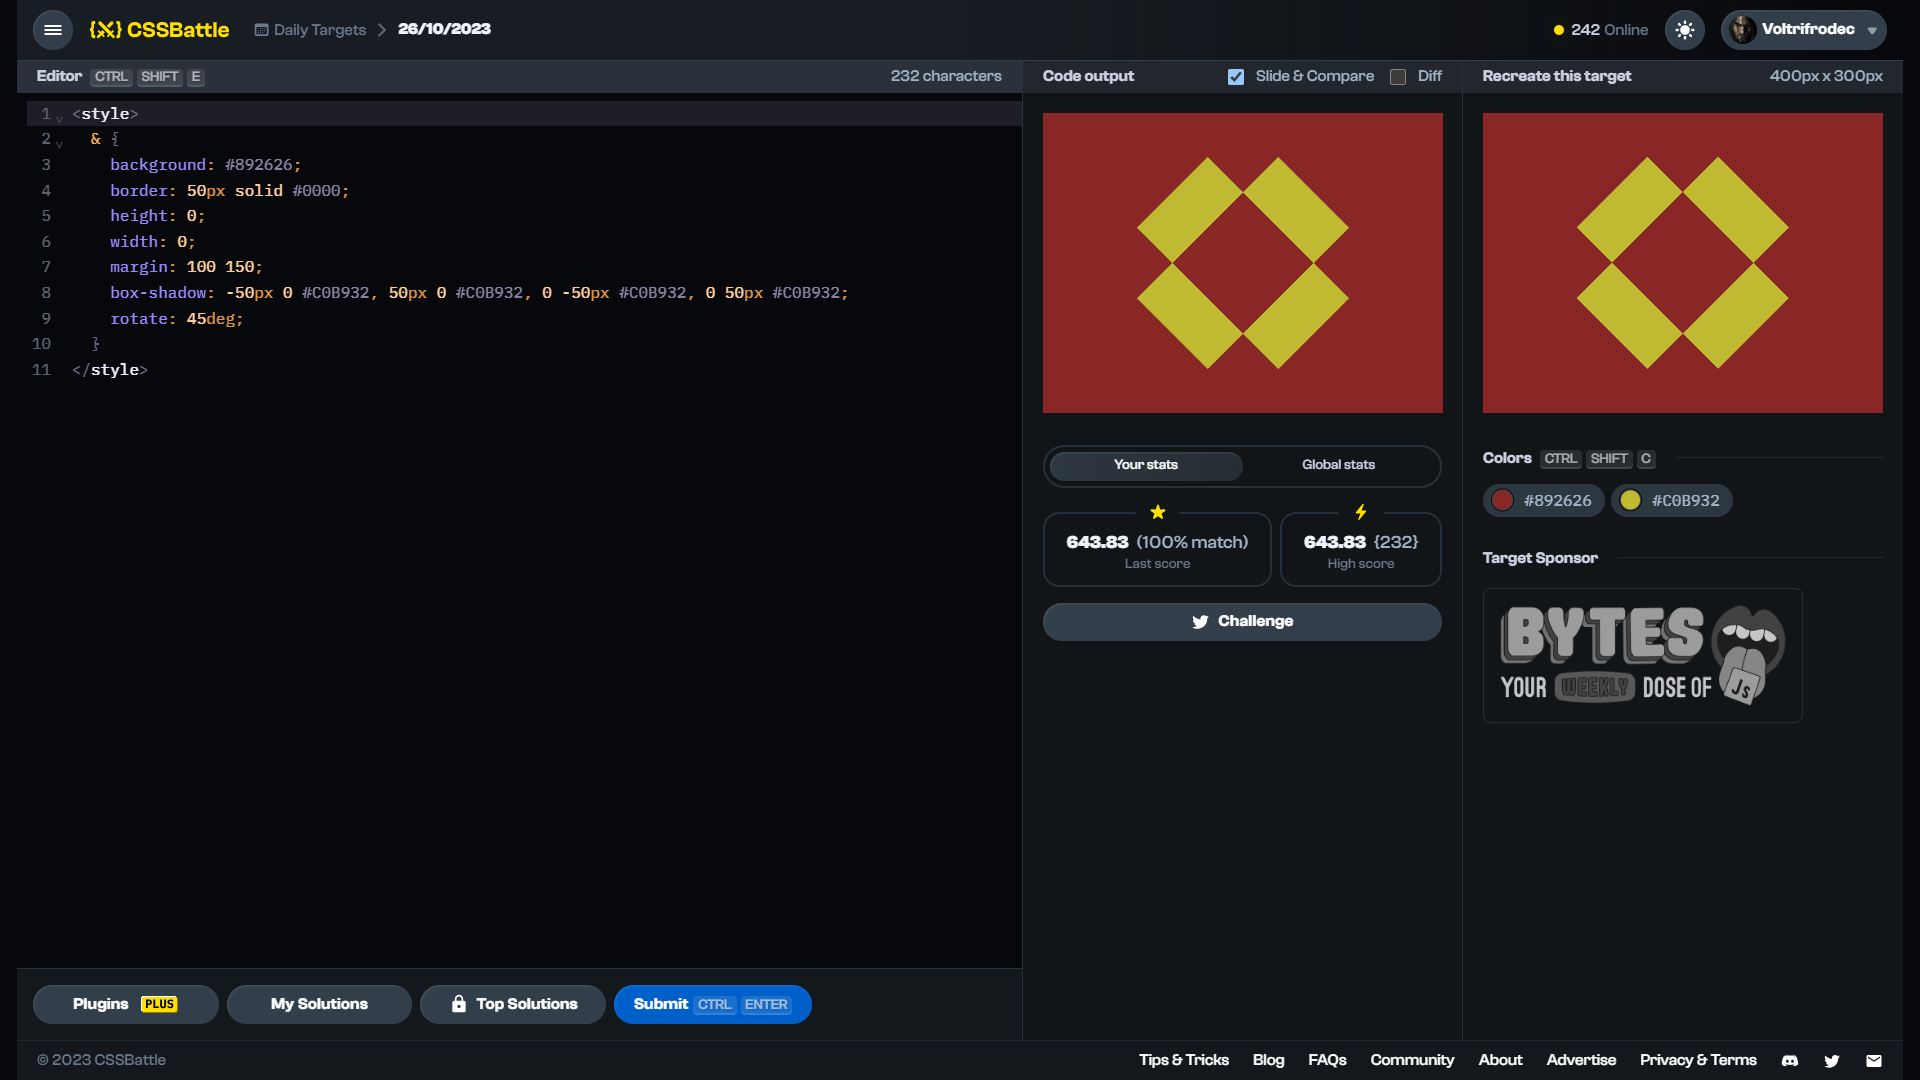 CSSBattle
Daily Targets
26/10/2023
242 Online
Voltrifrodec
Editor CTRL SHIFT E
232 characters
Code output
Slide & Compare
Diff
Recreate this target
400px x 300px
1 <style>
2 & {
3 background: #892626;
4 border: 50px solid #0000;
5 height: 0;
6 width: 0;
7 margin: 100 150;
8 box-shadow: -50px 0 #C0B932, 50px 0 #C0B932, 0 -50px #C0B932, 0 50px #C0B932;
9 rotate: 45deg;
10 }
11 </style>
Your stats
Global stats
643.83 (100% match)
Last score
643.83 {232}
High score
Challenge
Colors CTRL SHIFT C
#892626
#C0B932
Target Sponsor
BYTES
YOUR WEEKLY DOSE OF JS
Plugins PLUS
My Solutions
Top Solutions
Submit CTRL ENTER
© 2023 CSSBattle
Tips & Tricks
Blog
FAQs
Community
About
Advertise
Privacy & Terms